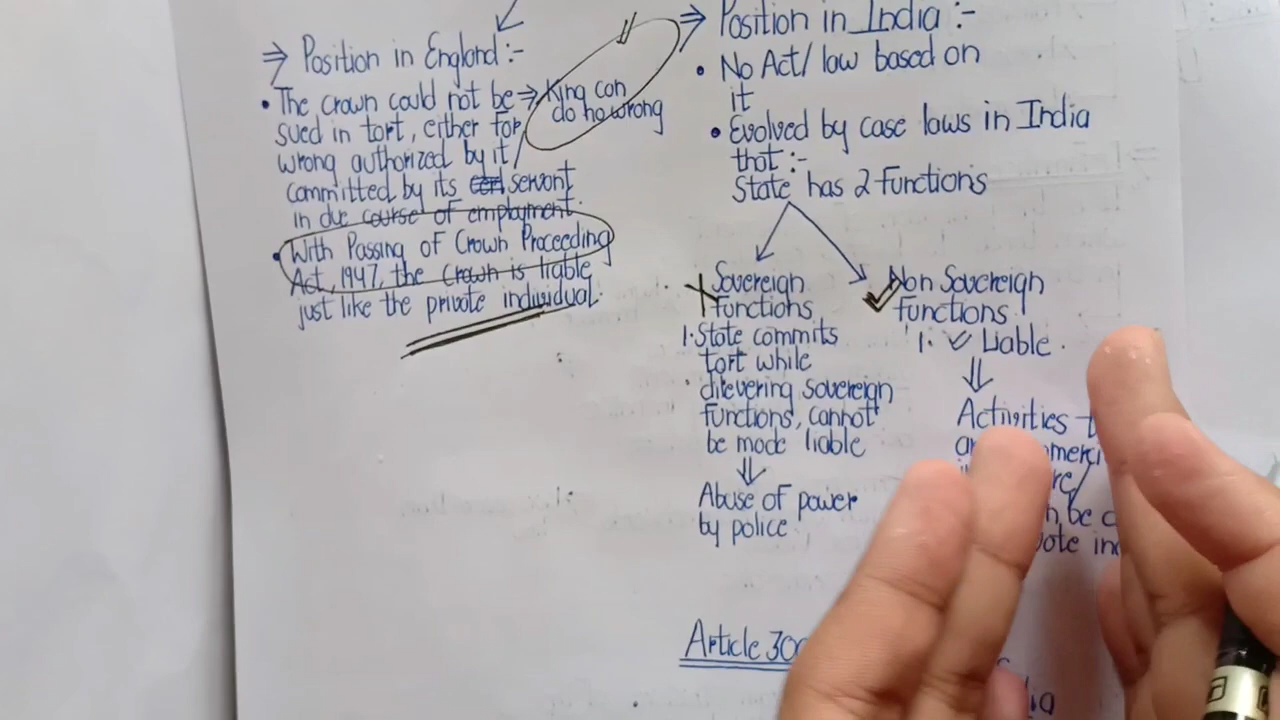 ⇒ Position in England :-
• The crown could not be ⇒ King can
do no wrong
sued in tort, either for
wrong authorized by it /
committed by its servant
in due course of employment.
• With Passing of Crown Proceeding
Act, 1947, the Crown is liable
just like the private individual.
⇒ Position in India :-
• No Act/ law based on
it
• Evolved by case laws in India
that :-
State has 2 Functions
Sovereign
Functions
1. State commits
tort while
dilevering sovereign
functions, cannot
be made liable
⇓
Abuse of power
by police
Non Sovereign
Functions
1. ✓ Liable.
⇓
Activities
be
Article 300